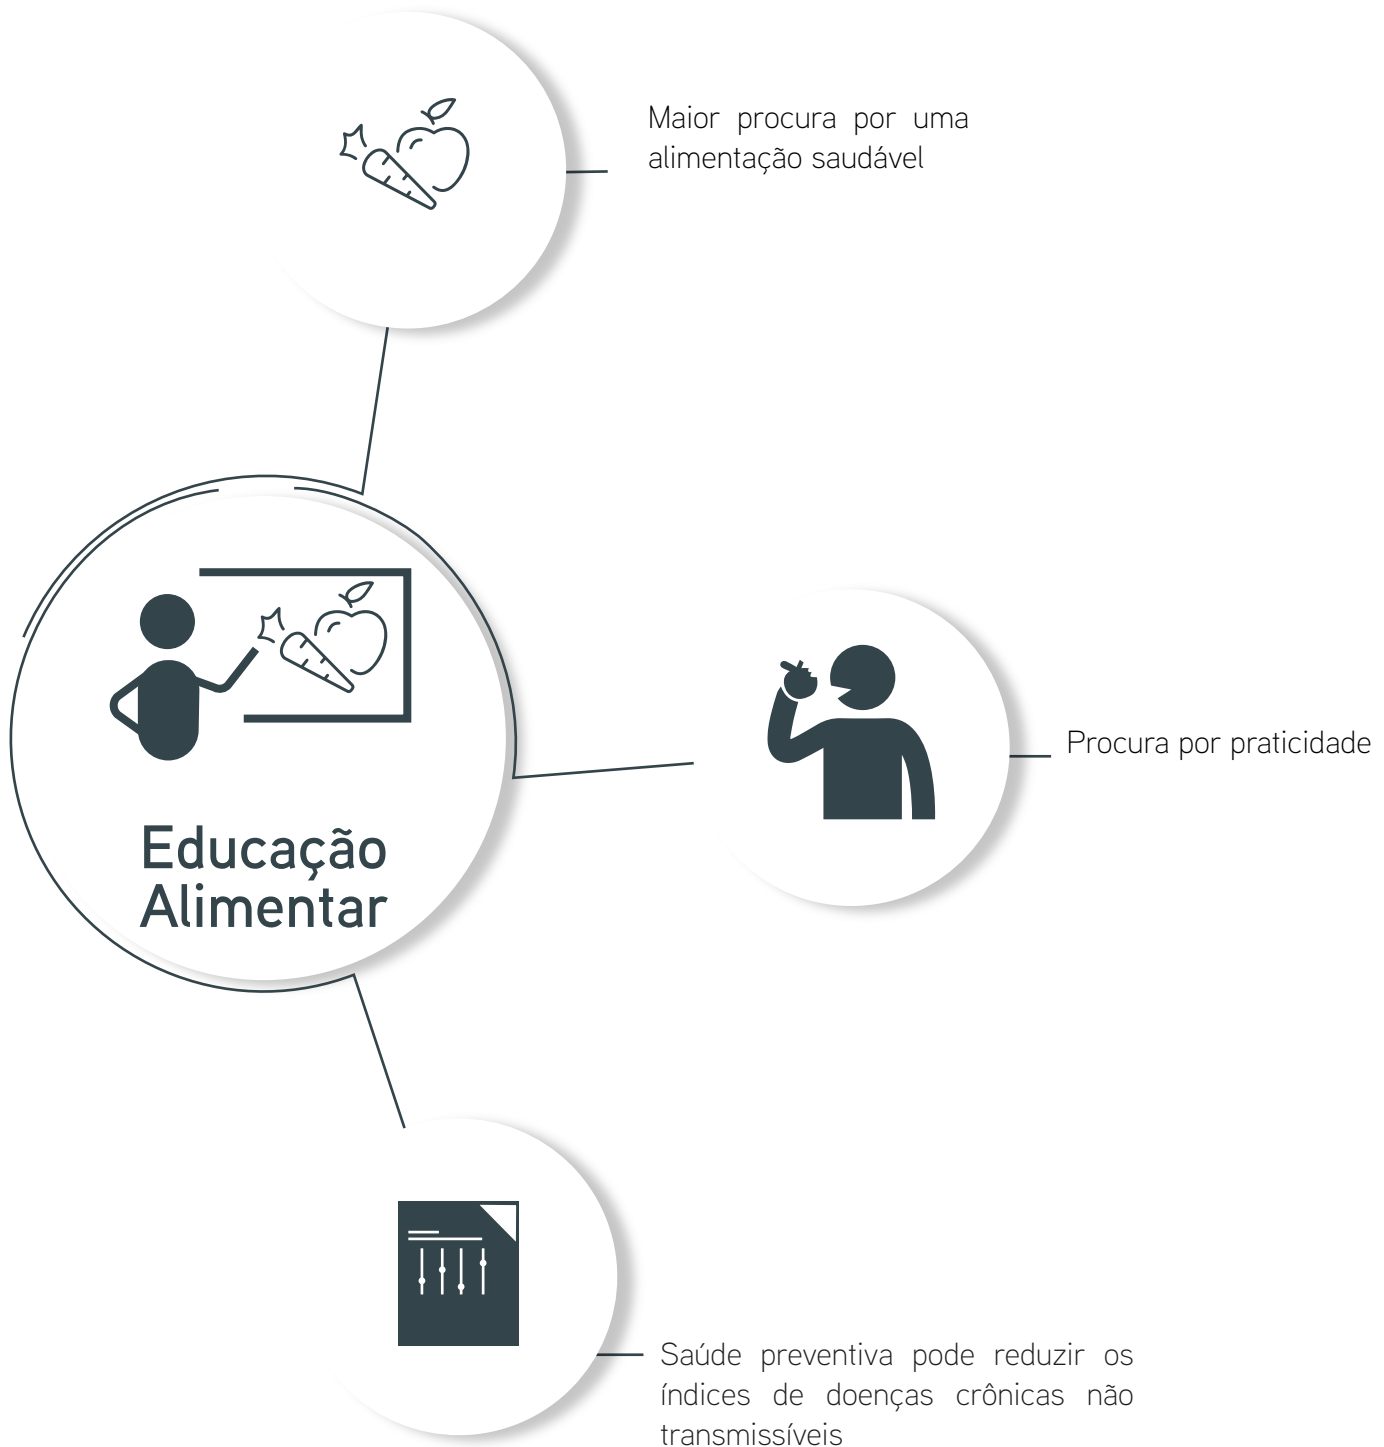 Maior procura por uma
alimentação saudável
Educação
Alimentar
Procura por praticidade
Saúde preventiva pode reduzir os
índices de doenças crônicas não
transmissíveis